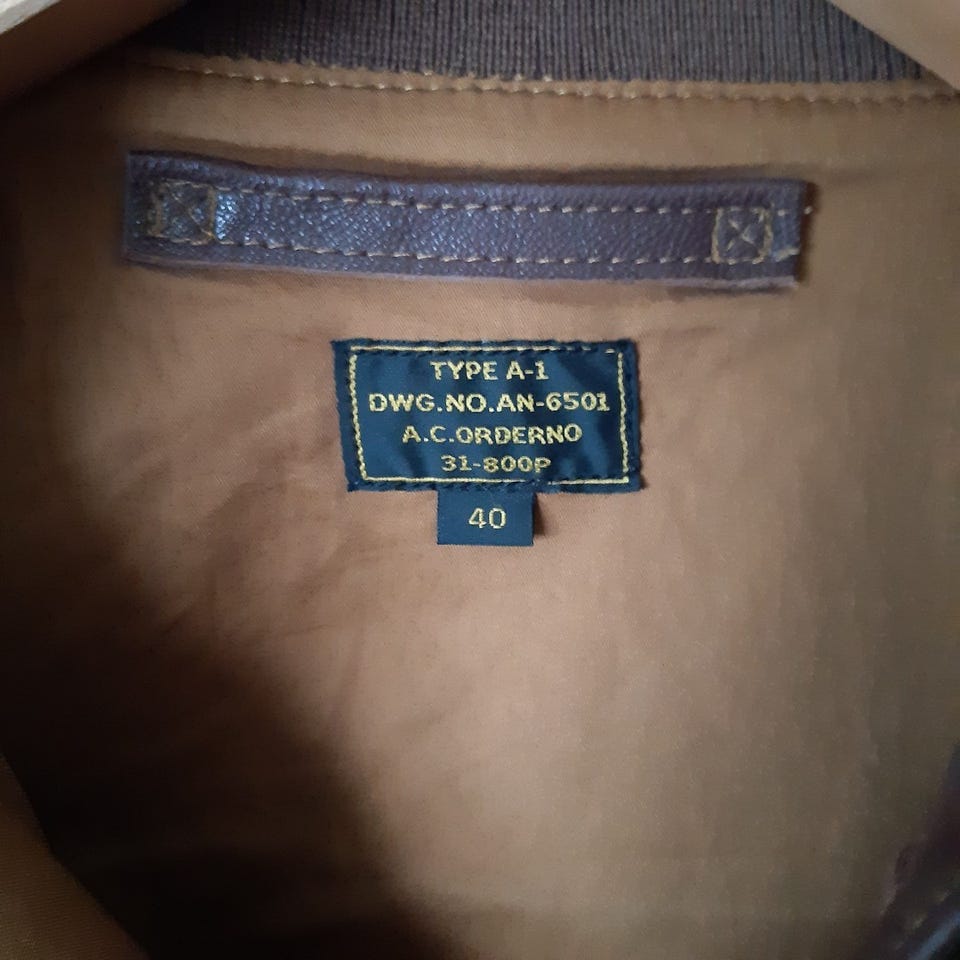 TYPE A-1
DWG.NO.AN-6501
A.C.ORDERNO
31-800P
40